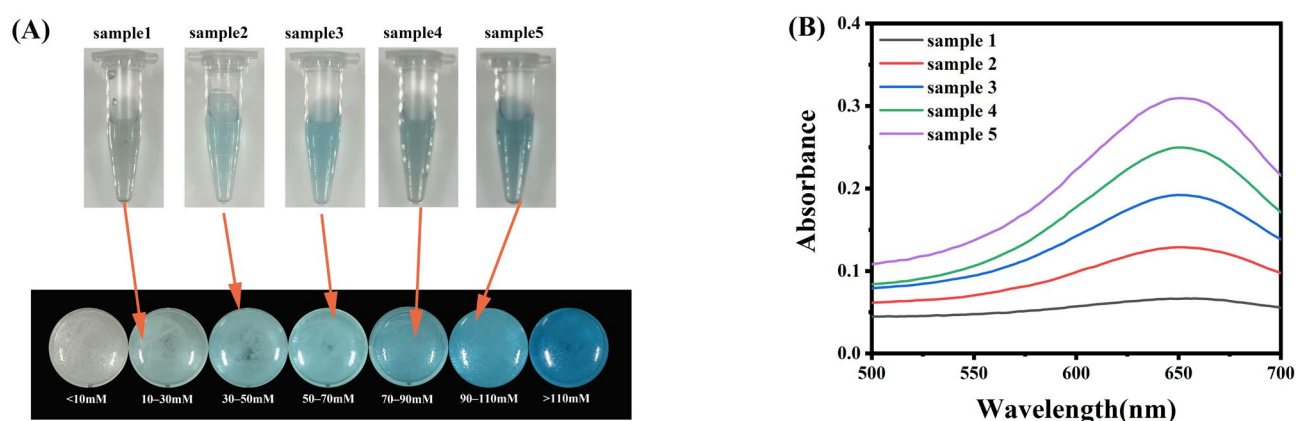 (A)
sample1 sample2 sample3 sample4 sample5
<10mM 10–30mM 30–50mM 50–70mM 70–90mM 90–110mM >110mM
(B)
sample 1
sample 2
sample 3
sample 4
sample 5
Absorbance
0.4
0.3
0.2
0.1
0.0
500 550 600 650 700
Wavelength(nm)